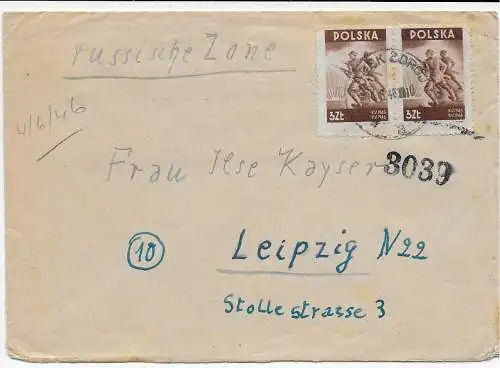 russische Zone
POLSKA POLSKA
3Zł 3Zł
4/6/46
Frau Ilse Kayser
3039
10
Leipzig N22
Stollestrasse 3